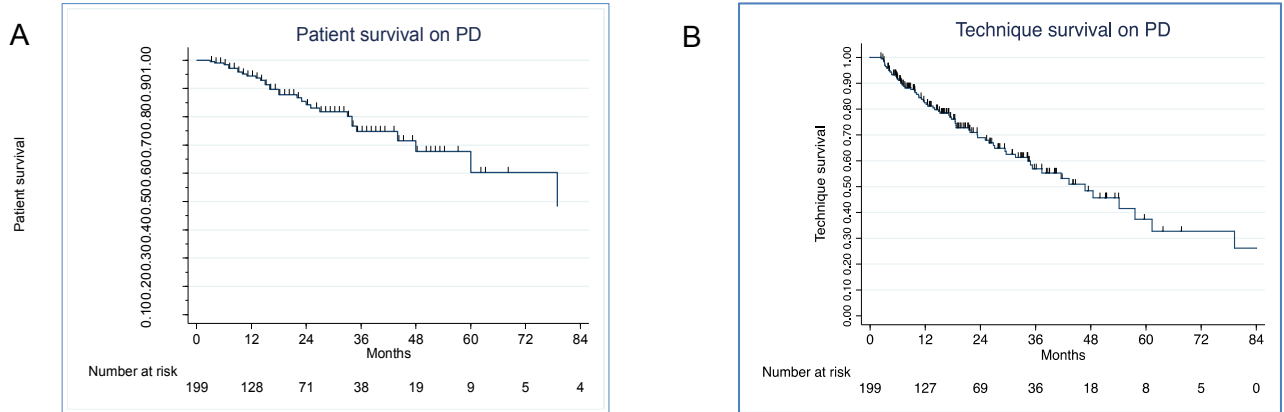 A
Patient survival on PD
Patient survival
0.100.200.300.400.500.600.700.800.901.00
0 12 24 36 48 60 72 84
Months
Number at risk
199 128 71 38 19 9 5 4
B
Technique survival on PD
Technique survival
0.00 0.10 0.20 0.30 0.40 0.50 0.60 0.70 0.80 0.90 1.00
0 12 24 36 48 60 72 84
Months
Number at risk
199 127 69 36 18 8 5 0